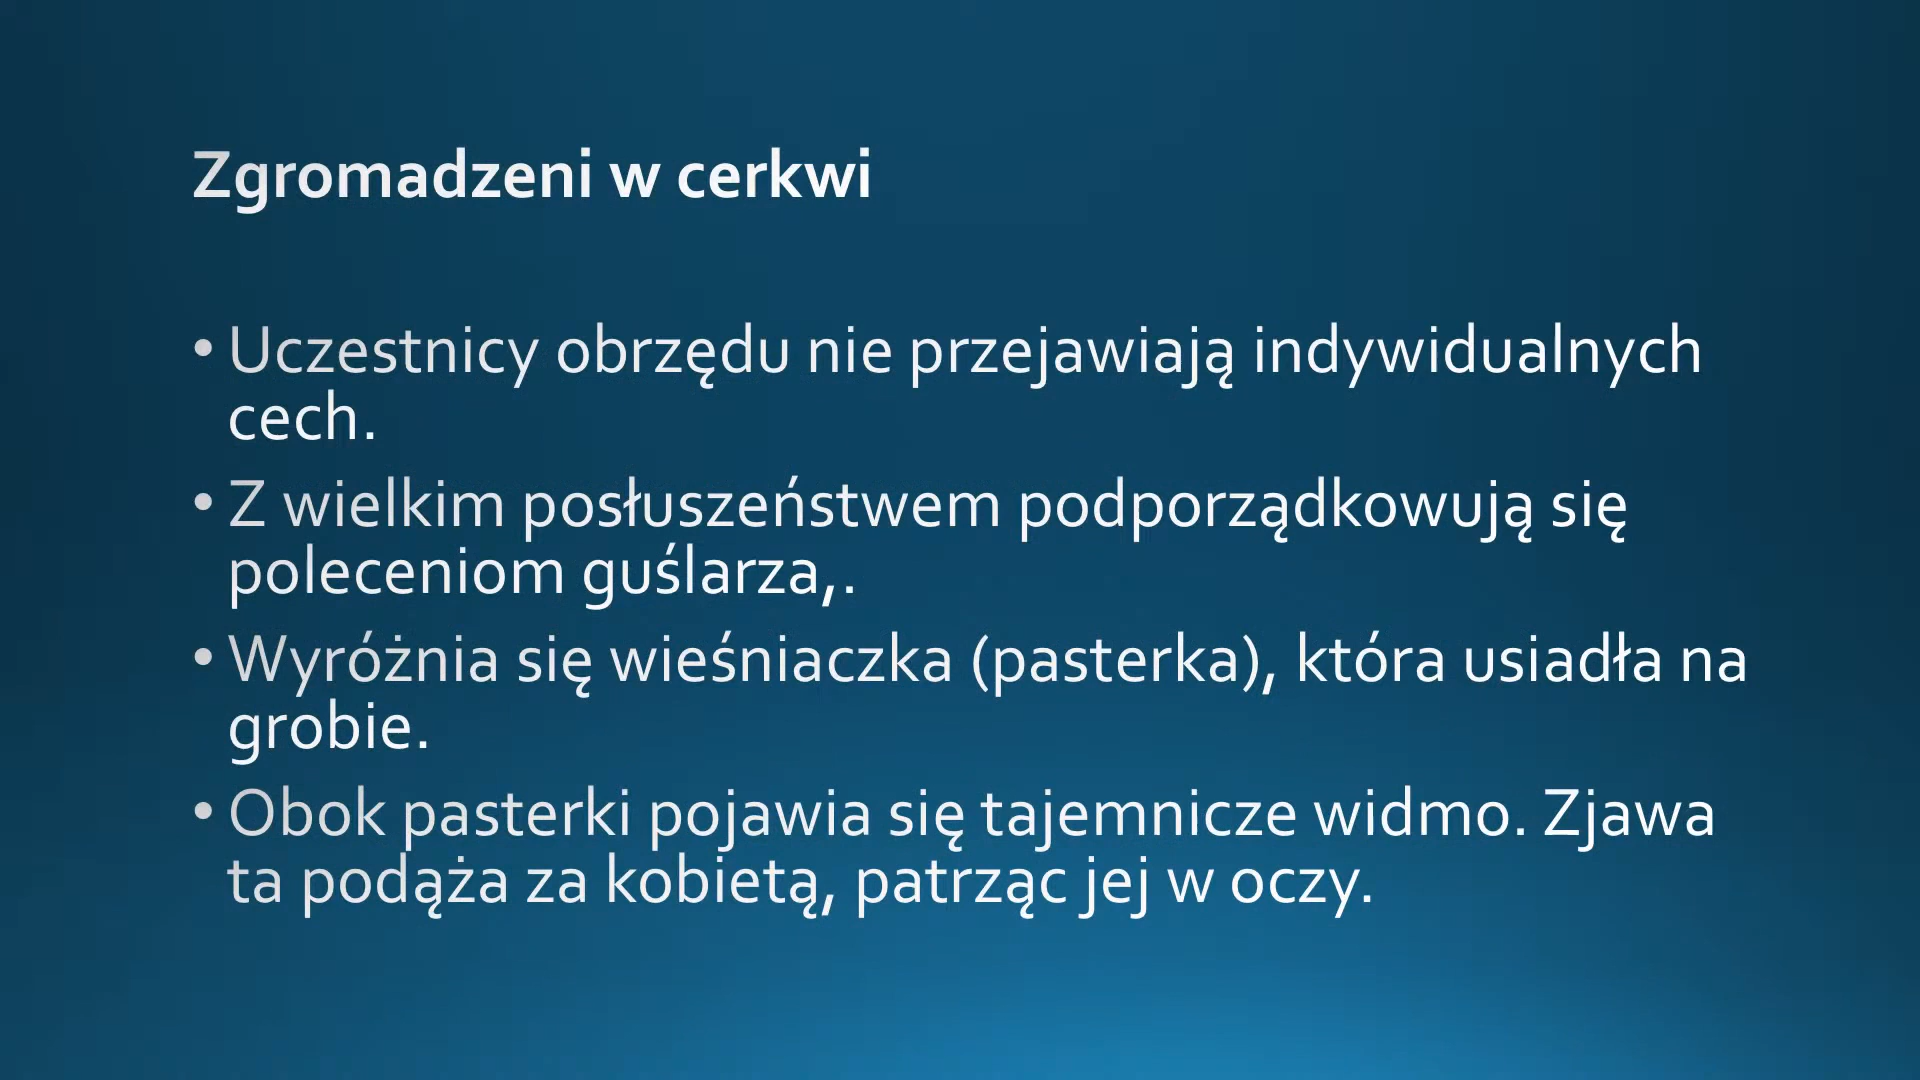 Zgromadzeni w cerkwi
• Uczestnicy obrzędu nie przejawiają indywidualnych
cech.
• Z wielkim posłuszeństwem podporządkowują się
poleceniom guślarza,.
• Wyróżnia się wieśniaczka (pasterka), która usiadła na
grobie.
• Obok pasterki pojawia się tajemnicze widmo. Zjawa
ta podąża za kobietą, patrząc jej w oczy.